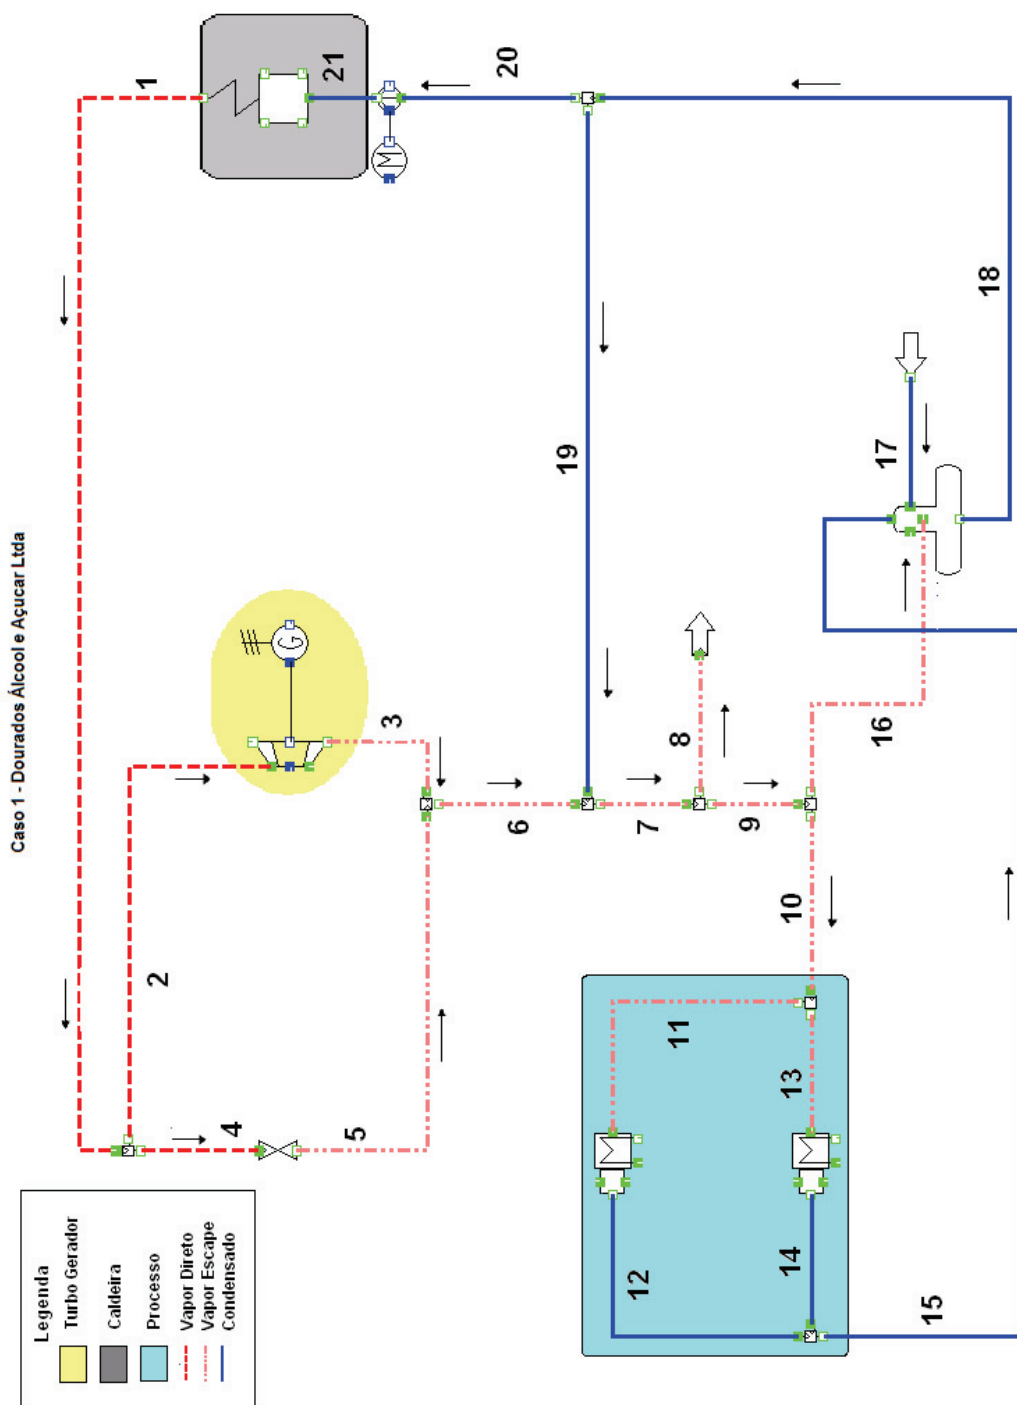 Caso 1 - Dourados Álcool e Açucar Ltda
1
21
20
2
3
4
5
6
19
7
8
9
10
16
17
18
11
13
12
14
15
M
G
Legenda
Turbo Gerador
Caldeira
Processo
Vapor Direto
Vapor Escape
Condensado